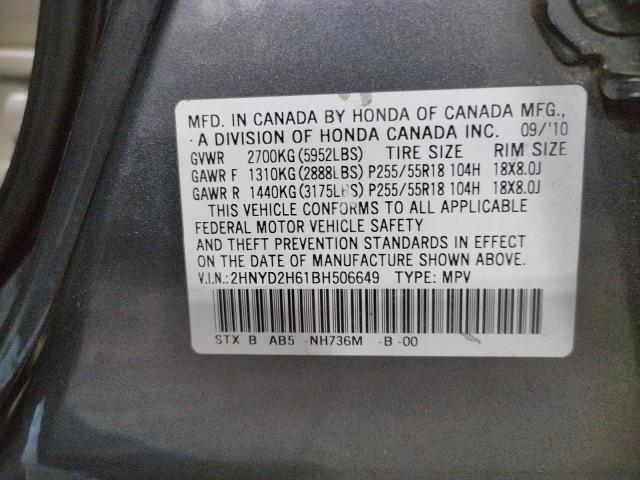 MFD. IN CANADA BY HONDA OF CANADA MFG.,
A DIVISION OF HONDA CANADA INC. 09/'10
GVWR 2700KG(5952LBS) TIRE SIZE RIM SIZE
GAWR F 1310KG(2888LBS) P255/55R18 104H 18X8.0J
GAWR R 1440KG(3175LBS) P255/55R18 104H 18X8.0J
THIS VEHICLE CONFORMS TO ALL APPLICABLE
FEDERAL MOTOR VEHICLE SAFETY
AND THEFT PREVENTION STANDARDS IN EFFECT
ON THE DATE OF MANUFACTURE SHOWN ABOVE.
V.I.N.: 2HNYD2H61BH506649 TYPE: MPV
STX B AB5 -NH736M -B -00